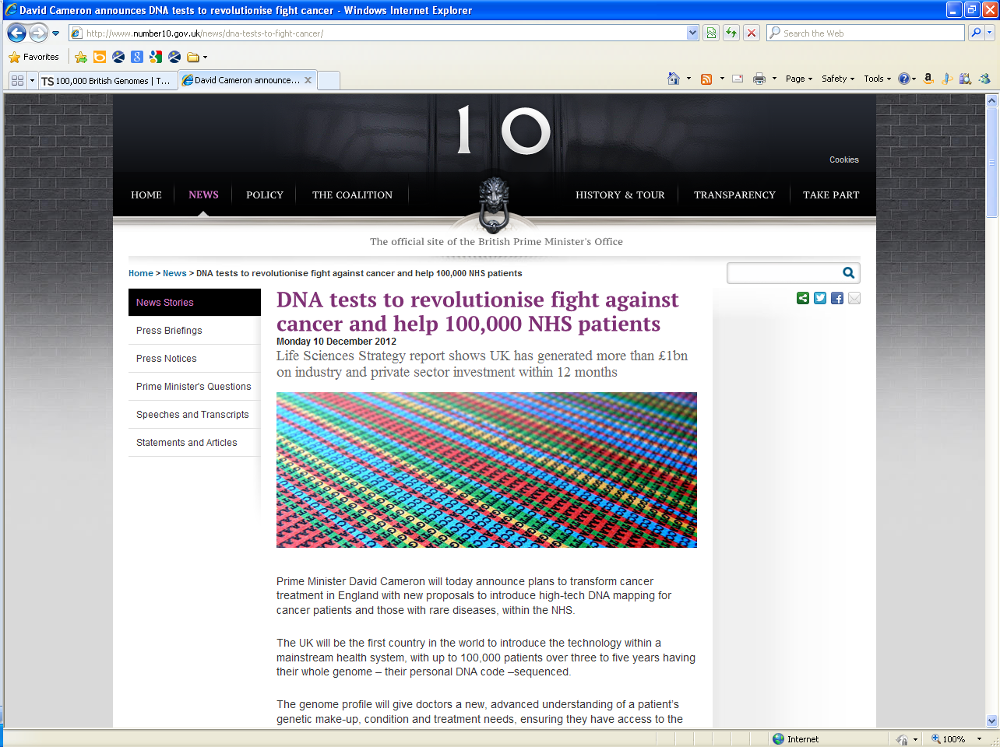 David Cameron announces DNA tests to revolutionise fight cancer - Windows Internet Explorer
http://www.number10.gov.uk/news/dna-tests-to-fight-cancer/
Search the Web
Favorites
TS 100,000 British Genomes | T...
David Cameron announce...
Page
Safety
Tools
10
Cookies
HOME
NEWS
POLICY
THE COALITION
HISTORY & TOUR
TRANSPARENCY
TAKE PART
The official site of the British Prime Minister's Office
Home > News > DNA tests to revolutionise fight against cancer and help 100,000 NHS patients
News Stories
Press Briefings
Press Notices
Prime Minister's Questions
Speeches and Transcripts
Statements and Articles
DNA tests to revolutionise fight against
cancer and help 100,000 NHS patients
Monday 10 December 2012
Life Sciences Strategy report shows UK has generated more than £1bn
on industry and private sector investment within 12 months
Prime Minister David Cameron will today announce plans to transform cancer
treatment in England with new proposals to introduce high-tech DNA mapping for
cancer patients and those with rare diseases, within the NHS.
The UK will be the first country in the world to introduce the technology within a
mainstream health system, with up to 100,000 patients over three to five years having
their whole genome – their personal DNA code –sequenced.
The genome profile will give doctors a new, advanced understanding of a patient's
genetic make-up, condition and treatment needs, ensuring they have access to the
Internet
100%